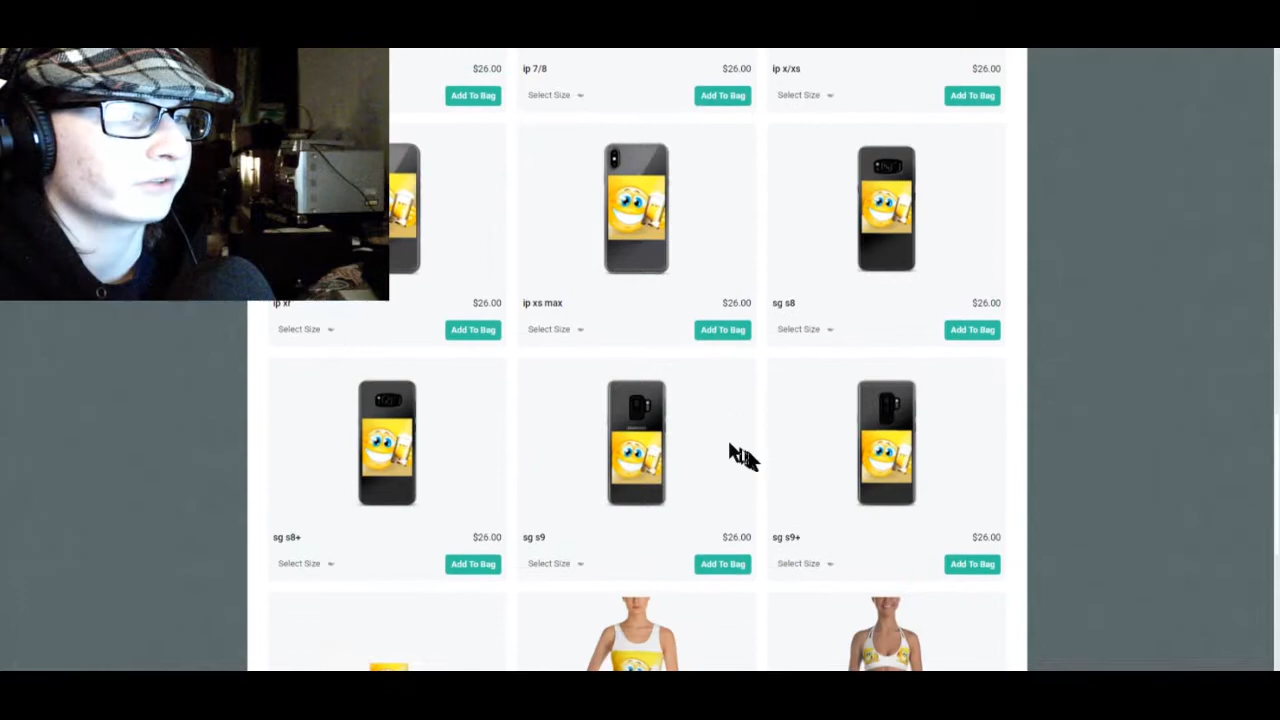 $26.00
ip 7/8 $26.00
ip x/xs $26.00
Add To Bag
Select Size Add To Bag
Select Size Add To Bag
ip xr $26.00
ip xs max $26.00
sg s8 $26.00
Select Size Add To Bag
Select Size Add To Bag
Select Size Add To Bag
sg s8+ $26.00
sg s9 $26.00
sg s9+ $26.00
Select Size Add To Bag
Select Size Add To Bag
Select Size Add To Bag